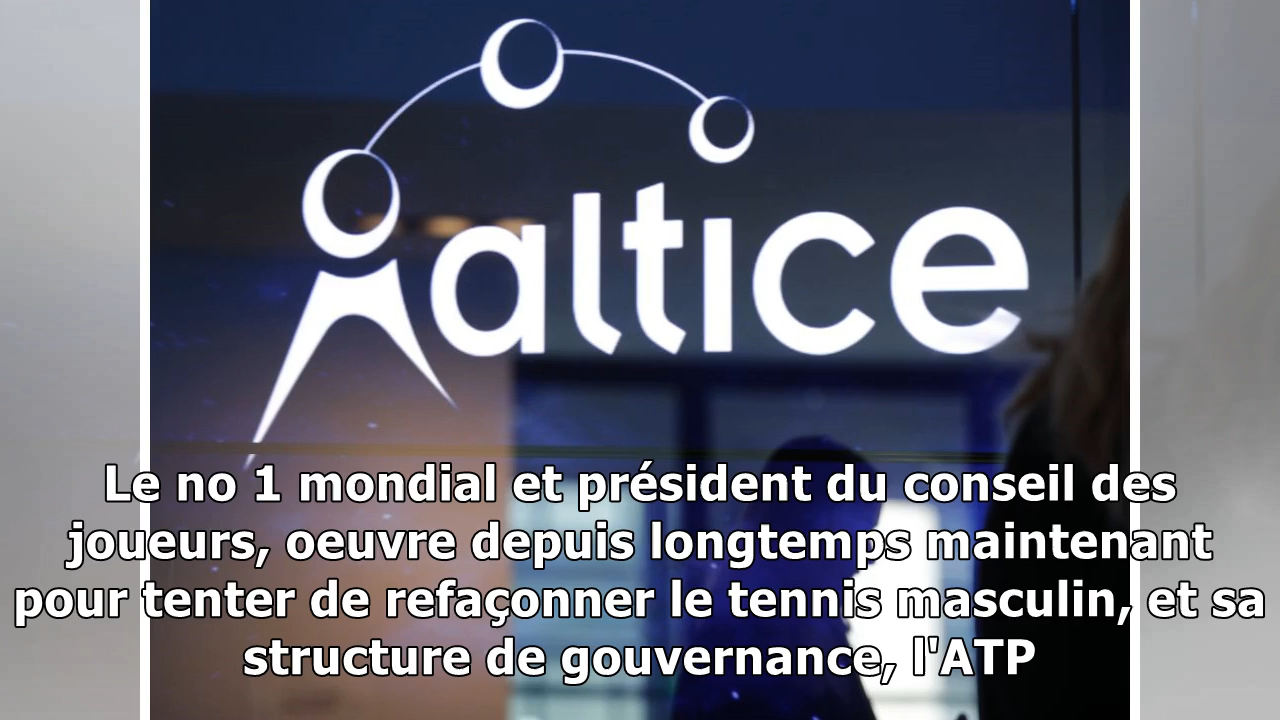 altice
Le no 1 mondial et président du conseil des
joueurs, oeuvre depuis longtemps maintenant
pour tenter de refaçonner le tennis masculin, et sa
structure de gouvernance, l'ATP